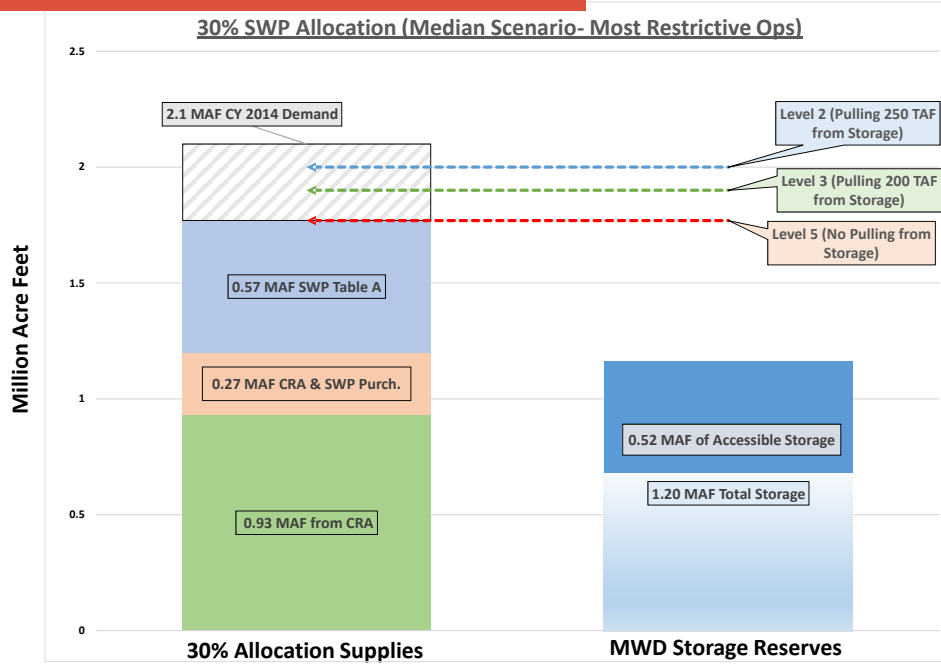 30% SWP Allocation (Median Scenario- Most Restrictive Ops)
Million Acre Feet
2.5
2
1.5
1
0.5
0
2.1 MAF CY 2014 Demand
Level 2 (Pulling 250 TAF
from Storage)
Level 3 (Pulling 200 TAF
from Storage)
Level 5 (No Pulling from
Storage)
0.57 MAF SWP Table A
0.27 MAF CRA & SWP Purch.
0.93 MAF from CRA
0.52 MAF of Accessible Storage
1.20 MAF Total Storage
30% Allocation Supplies
MWD Storage Reserves